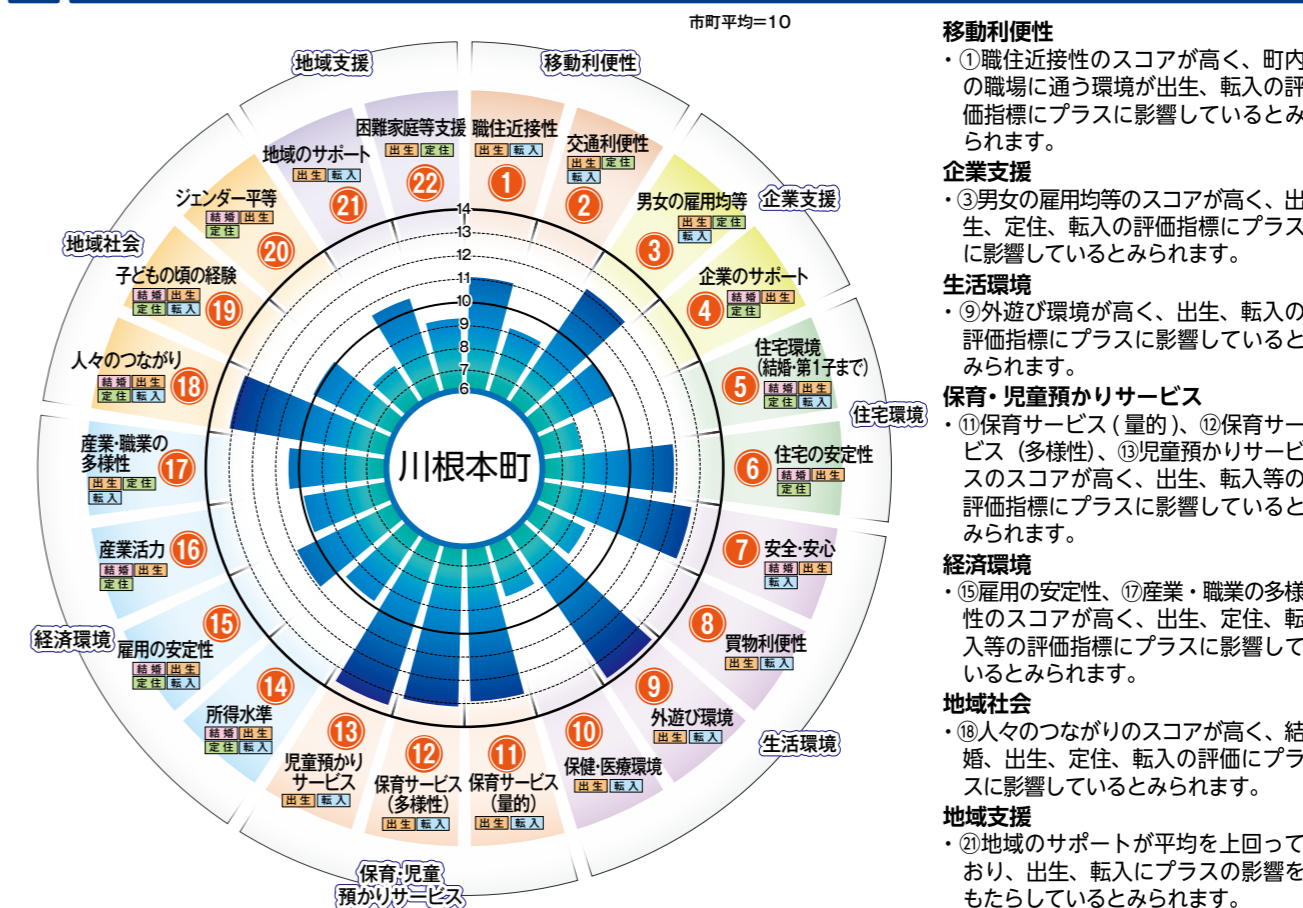 市町平均=10
地域支援
移動利便性
企業支援
住宅環境
生活環境
保育・児童
預かりサービス
経済環境
地域社会
職住近接性
出生 転入
①
交通利便性
出生 定住
転入
②
男女の雇用均等
出生 定住
転入
③
企業のサポート
結婚 出生
定住
④
住宅環境
(結婚・第1子まで)
結婚 出生
定住 転入
⑤
住宅の安定性
結婚 出生
定住
⑥
安全・安心
結婚 出生
転入
⑦
買物利便性
出生 転入
⑧
外遊び環境
出生 転入
⑨
保健・医療環境
出生 転入
⑩
保育サービス
(量的)
出生 転入
⑪
保育サービス
(多様性)
出生 転入
⑫
児童預かり
サービス
出生 転入
⑬
所得水準
結婚 出生
定住 転入
⑭
雇用の安定性
結婚 出生
定住 転入
⑮
産業活力
結婚 出生
定住
⑯
産業・職業の
多様性
出生 定住
転入
⑰
人々のつながり
結婚 出生
定住 転入
⑱
子どもの頃の経験
結婚 出生
定住 転入
⑲
ジェンダー平等
結婚 出生
定住
⑳
地域のサポート
出生 転入
㉑
困難家庭等支援
出生 定住
㉒
14
13
12
11
10
9
8
7
6
川根本町
移動利便性
・①職住近接性のスコアが高く、町内
の職場に通う環境が出生、転入の評
価指標にプラスに影響しているとみ
られます。
企業支援
・③男女の雇用均等のスコアが高く、出
生、定住、転入の評価指標にプラス
に影響しているとみられます。
生活環境
・⑨外遊び環境が高く、出生、転入の
評価指標にプラスに影響していると
みられます。
保育・児童預かりサービス
・⑪保育サービス(量的)、⑫保育サー
ビス（多様性）、⑬児童預かりサービ
スのスコアが高く、出生、転入等の
評価指標にプラスに影響していると
みられます。
経済環境
・⑮雇用の安定性、⑰産業・職業の多様
性のスコアが高く、出生、定住、転
入等の評価指標にプラスに影響して
いるとみられます。
地域社会
・⑱人々のつながりのスコアが高く、結
婚、出生、定住、転入の評価にプラ
スに影響しているとみられます。
地域支援
・㉑地域のサポートが平均を上回って
おり、出生、転入にプラスの影響を
もたらしているとみられます。